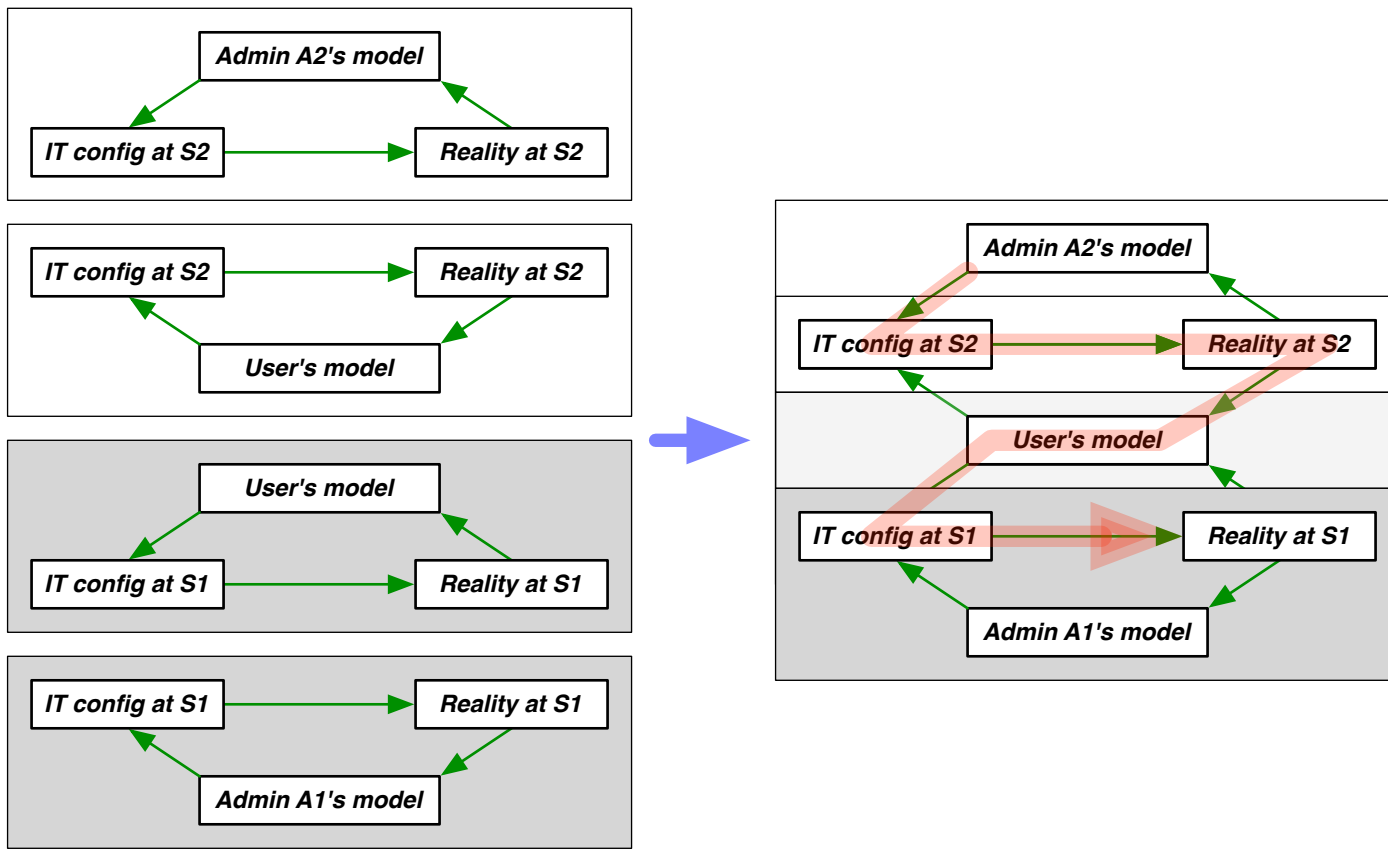 Admin A2's model
IT config at S2
Reality at S2
IT config at S2
Reality at S2
User's model
User's model
IT config at S1
Reality at S1
IT config at S1
Reality at S1
Admin A1's model
Admin A2's model
IT config at S2
Reality at S2
User's model
IT config at S1
Reality at S1
Admin A1's model